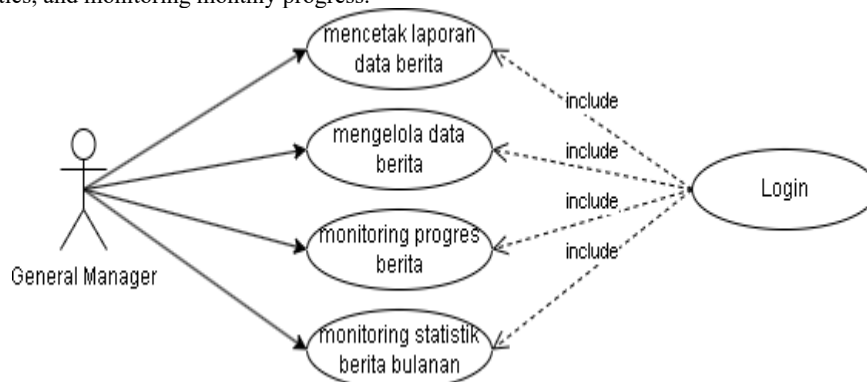 and monitoring monthly progress.
mencetak laporan
data berita
include
mengelola data
berita
include
Login
include
monitoring progres
berita
General Manager
include
monitoring statistik
berita bulanan